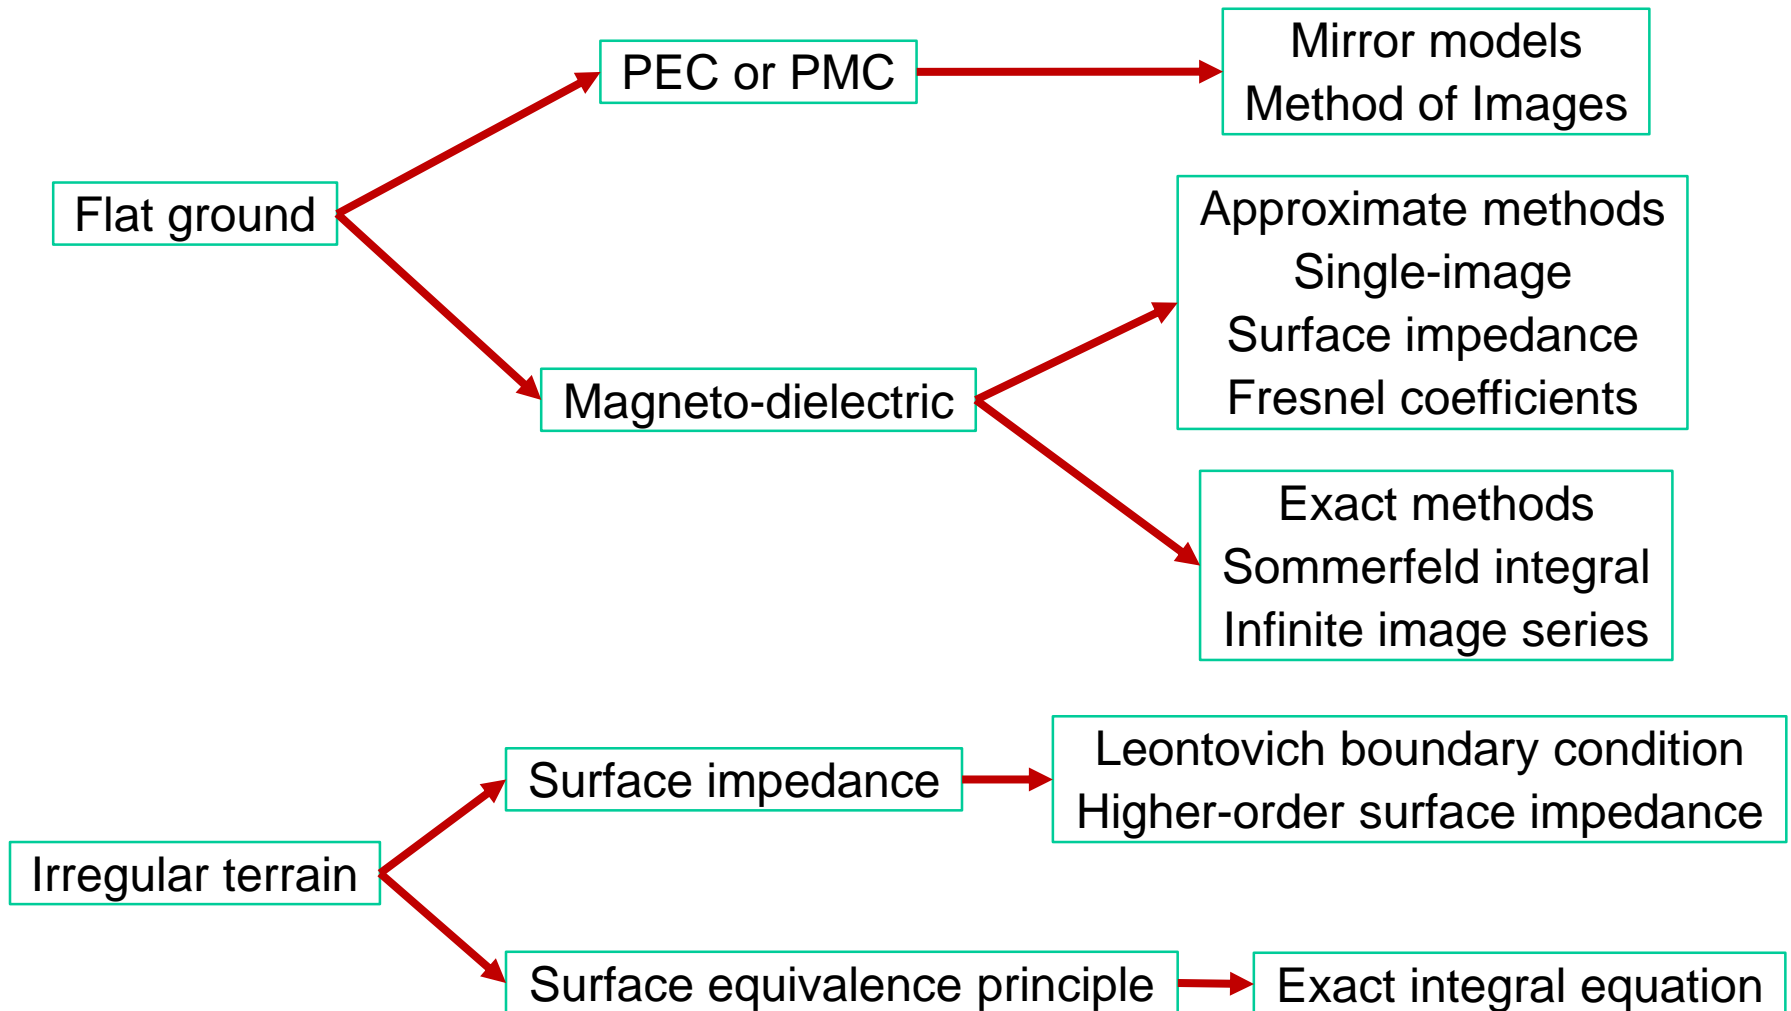 Flat ground
PEC or PMC
Mirror models
Method of Images
Magneto-dielectric
Approximate methods
Single-image
Surface impedance
Fresnel coefficients
Exact methods
Sommerfeld integral
Infinite image series
Irregular terrain
Surface impedance
Leontovich boundary condition
Higher-order surface impedance
Surface equivalence principle
Exact integral equation